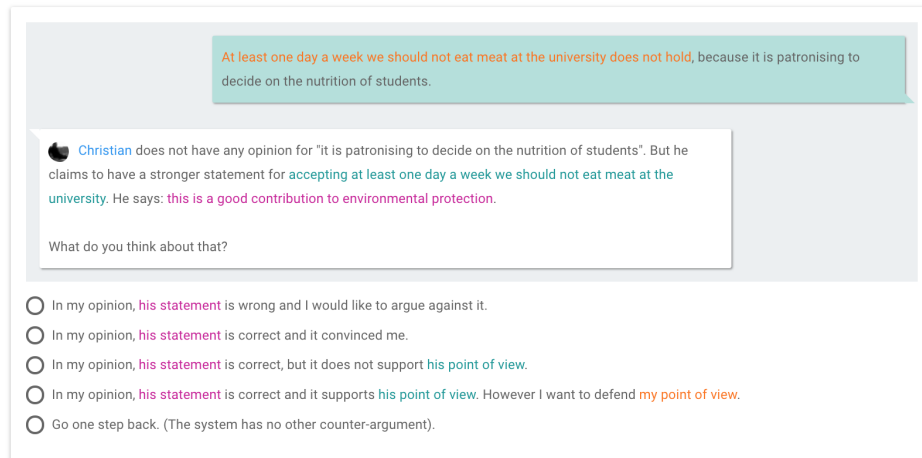 At least one day a week we should not eat meat at the university does not hold, because it is patronising to
decide on the nutrition of students.
Christian does not have any opinion for "it is patronising to decide on the nutrition of students". But he
claims to have a stronger statement for accepting at least one day a week we should not eat meat at the
university. He says: this is a good contribution to environmental protection.
What do you think about that?
In my opinion, his statement is wrong and I would like to argue against it.
In my opinion, his statement is correct and it convinced me.
In my opinion, his statement is correct, but it does not support his point of view.
In my opinion, his statement is correct and it supports his point of view. However I want to defend my point of view.
Go one step back. (The system has no other counter-argument).